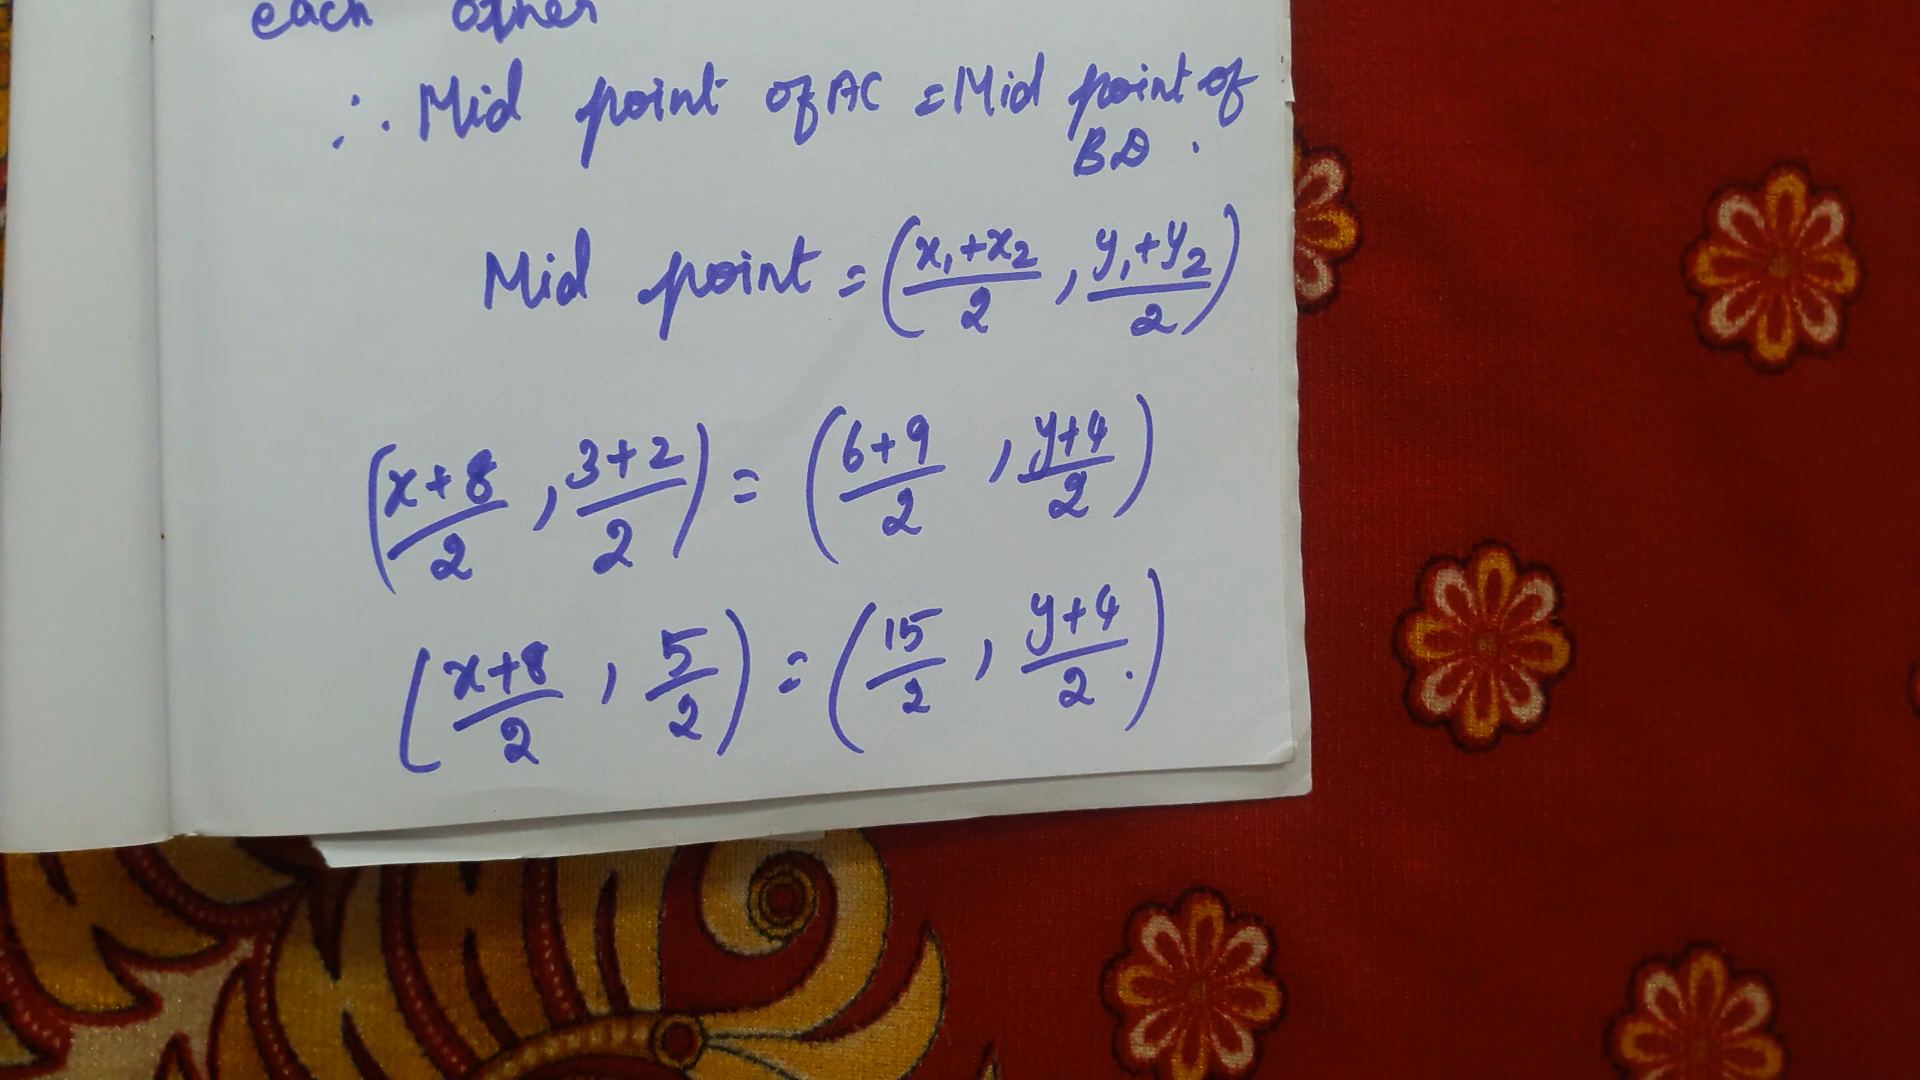 each other
∴ Mid point of AC = Mid point of
BD.
Mid point = (x₁+x₂/2, y₁+y₂/2)
(x+8/2, 3+2/2) = (6+9/2, y+4/2)
(x+8/2, 5/2) = (15/2, y+4/2.)